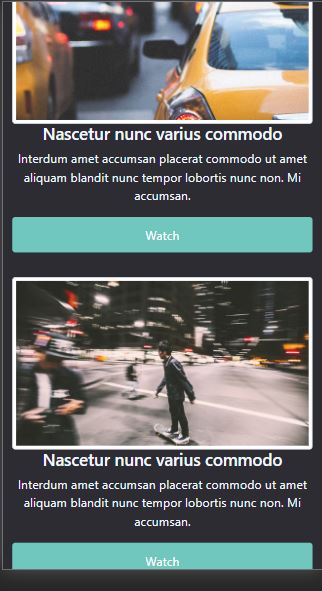 Nascetur nunc varius commodo
Interdum amet accumsan placerat commodo ut amet
aliquam blandit nunc tempor lobortis nunc non. Mi
accumsan.
Watch
Nascetur nunc varius commodo
Interdum amet accumsan placerat commodo ut amet
aliquam blandit nunc tempor lobortis nunc non. Mi
accumsan.
Watch